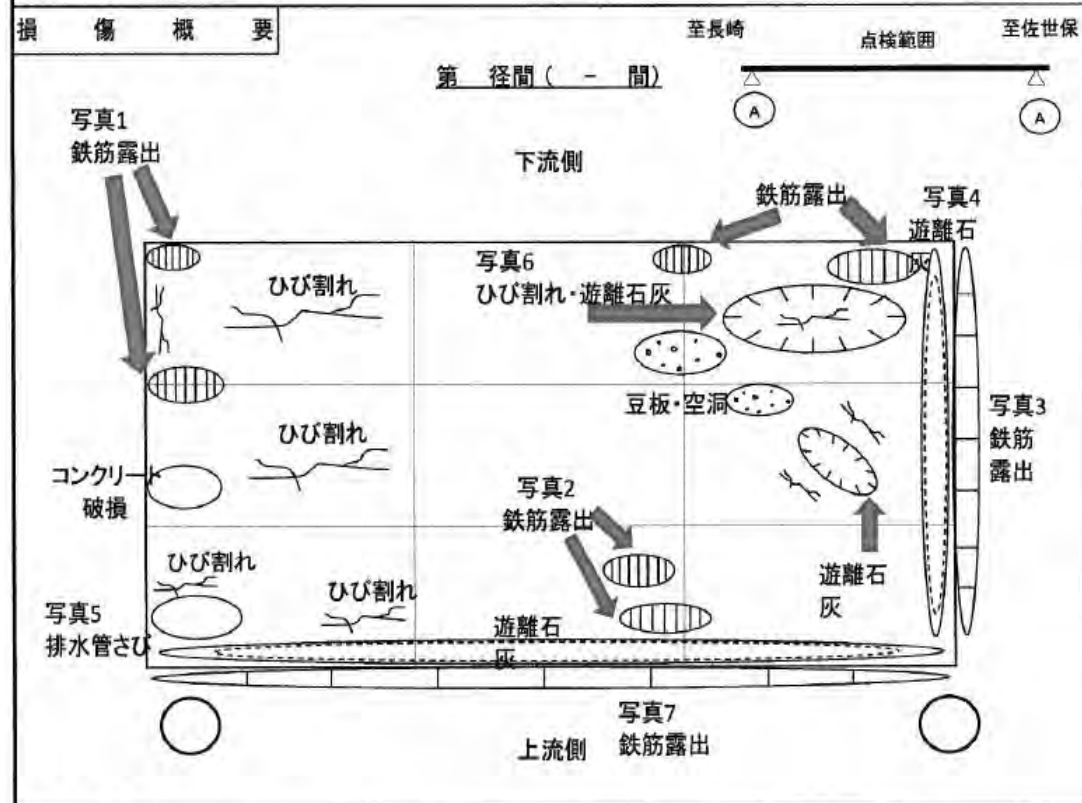 損傷概要
至長崎
点検範囲
至佐世保
第 径間 ( - 間)
A
A
写真1
鉄筋露出
下流側
鉄筋露出
写真4
遊離石
灰
写真6
ひび割れ・遊離石灰
ひび割れ
豆板・空洞
写真3
鉄筋
露出
ひび割れ
コンクリート
破損
写真2
鉄筋露出
ひび割れ
ひび割れ
遊離石
灰
写真5
排水管さび
遊離石
灰
写真7
鉄筋露出
上流側